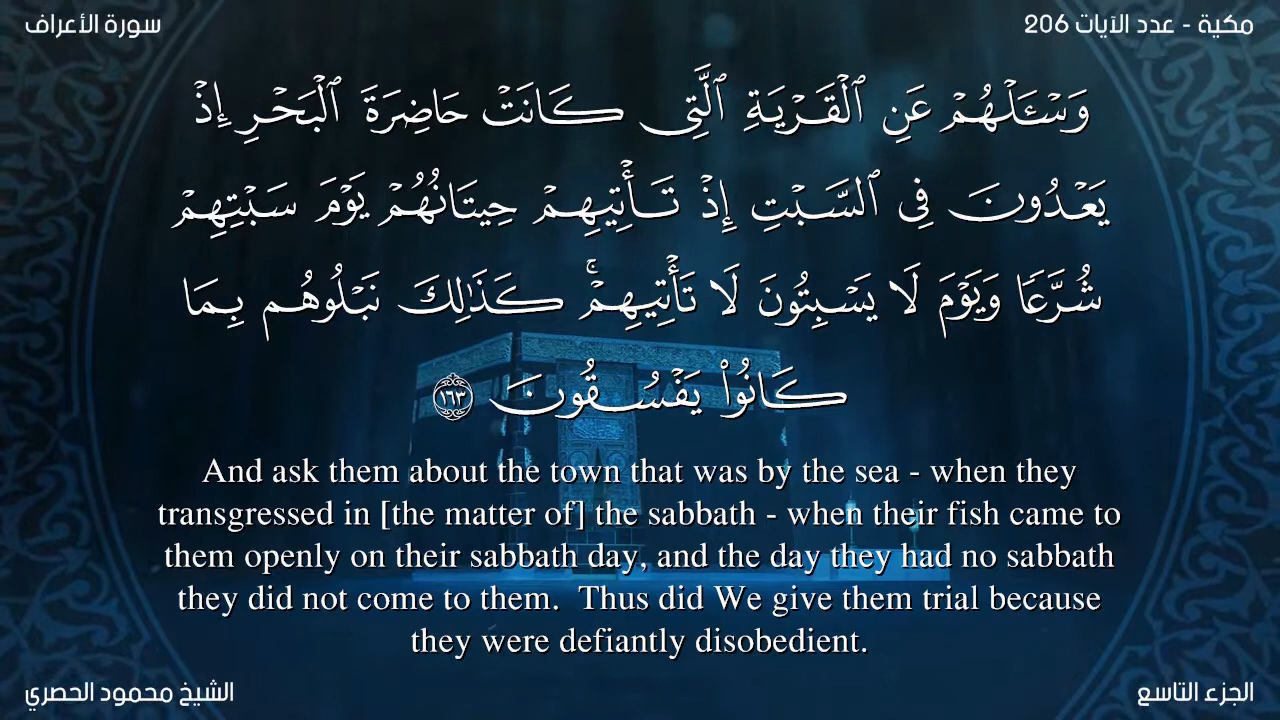 سورة الأعراف
مكية - عدد الآيات 206
وَسْـَٔلْهُمْ عَنِ ٱلْقَرْيَةِ ٱلَّتِى كَانَتْ حَاضِرَةَ ٱلْبَحْرِ إِذْ
يَعْدُونَ فِى ٱلسَّبْتِ إِذْ تَأْتِيهِمْ حِيتَانُهُمْ يَوْمَ سَبْتِهِمْ
شُرَّعًا وَيَوْمَ لَا يَسْبِتُونَ لَا تَأْتِيهِمْ ۚ كَذَٰلِكَ نَبْلُوهُم بِمَا
كَانُوا۟ يَفْسُقُونَ ١٦٣
And ask them about the town that was by the sea - when they
transgressed in [the matter of] the sabbath - when their fish came to
them openly on their sabbath day, and the day they had no sabbath
they did not come to them.  Thus did We give them trial because
they were defiantly disobedient.
الشيخ محمود الحصري
الجزء التاسع